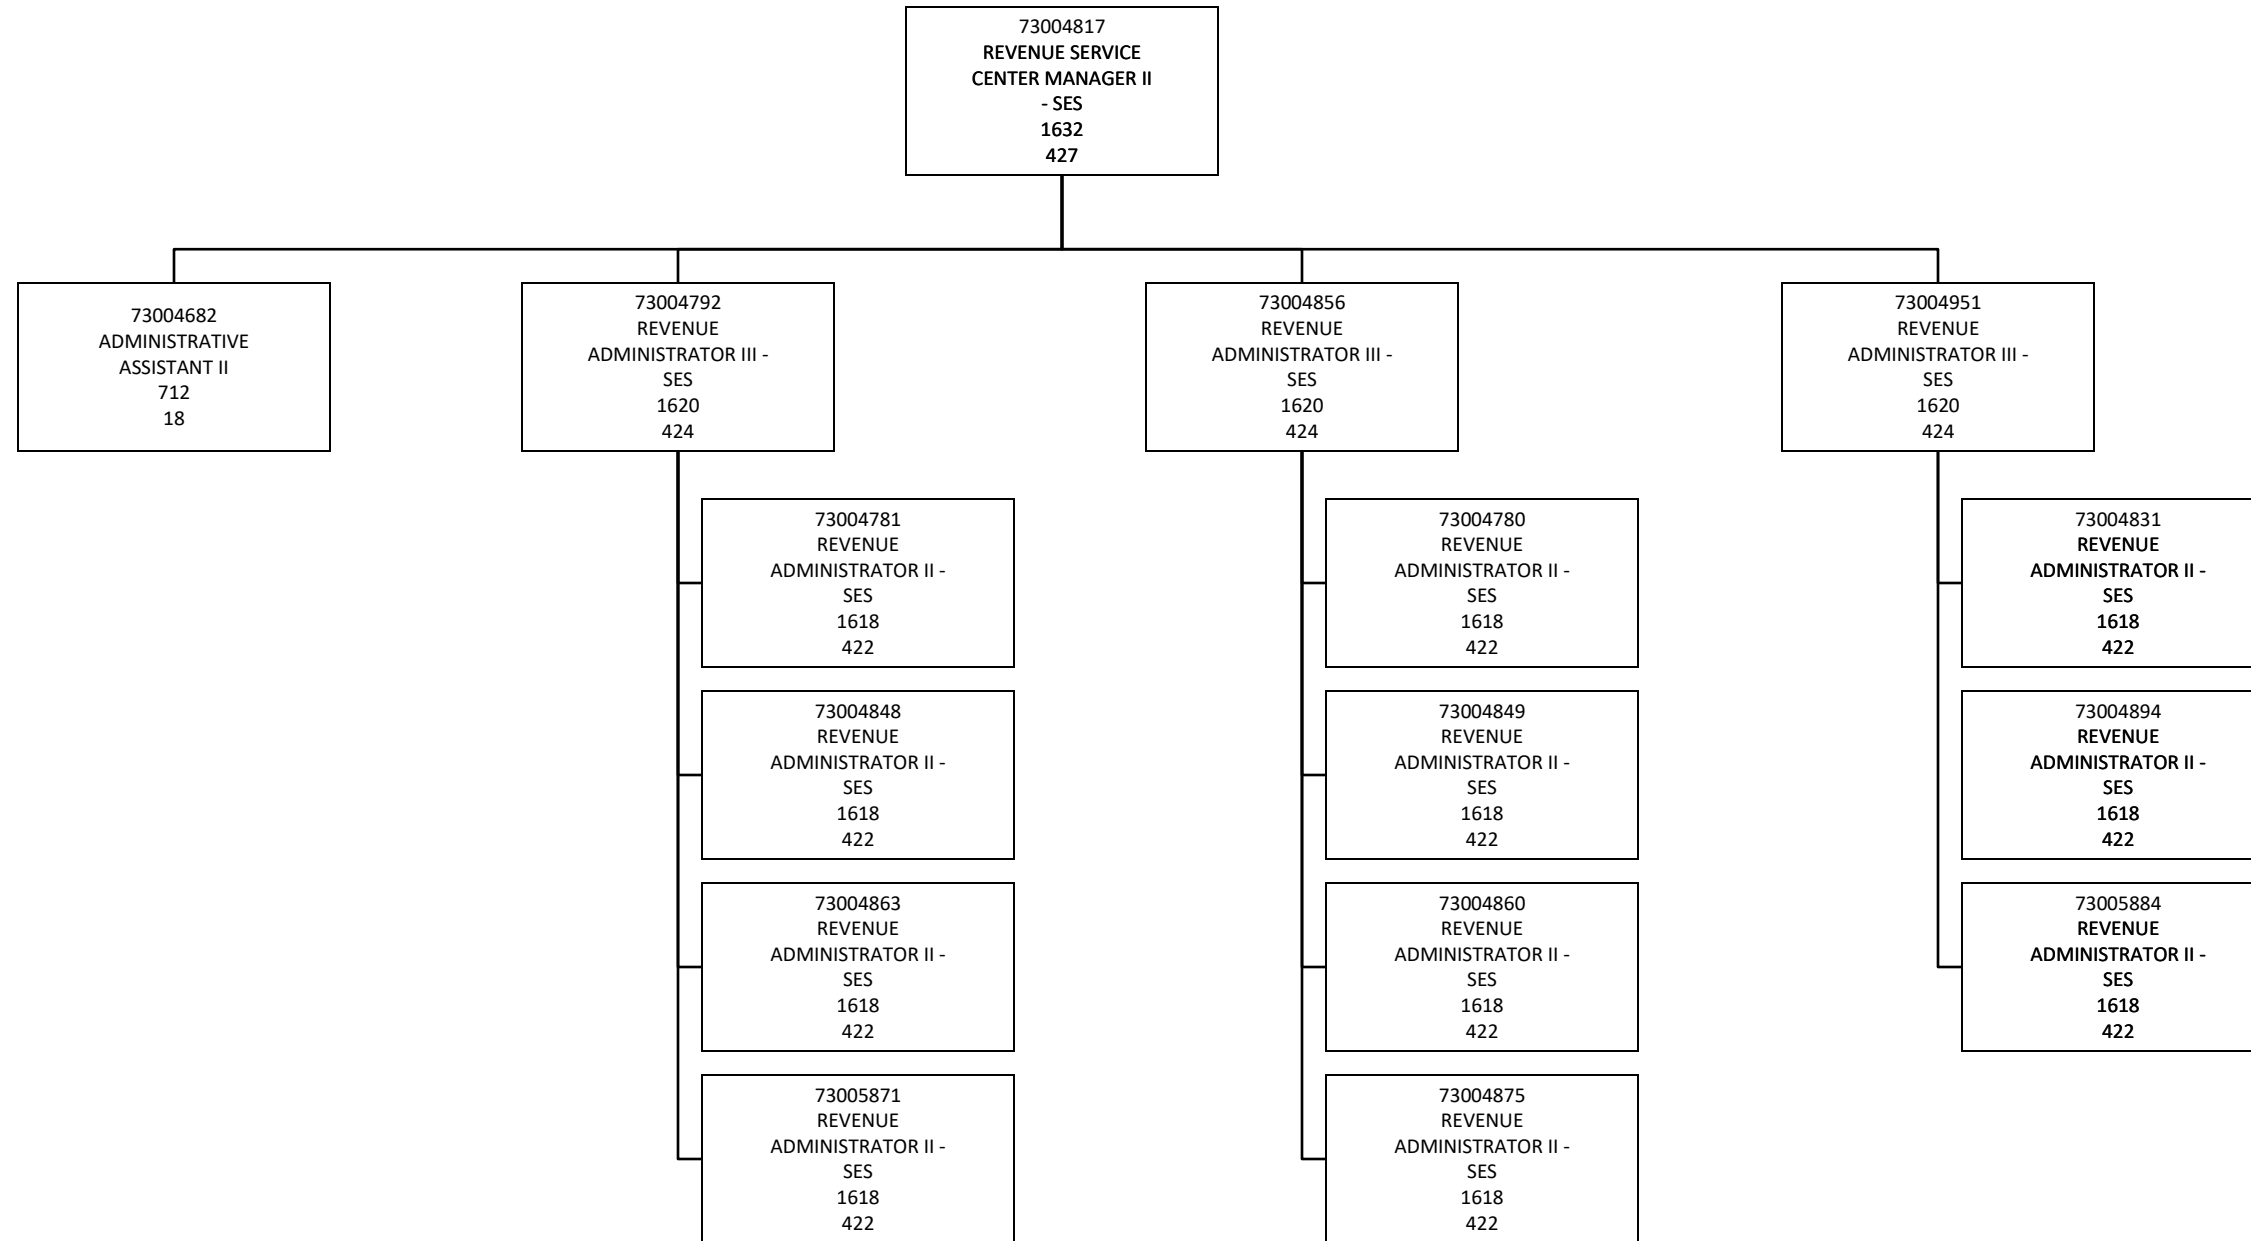 73004817
REVENUE SERVICE
CENTER MANAGER II
- SES
1632
427
73004682
ADMINISTRATIVE
ASSISTANT II
712
18
73004792
REVENUE
ADMINISTRATOR III -
SES
1620
424
73004856
REVENUE
ADMINISTRATOR III -
SES
1620
424
73004951
REVENUE
ADMINISTRATOR III -
SES
1620
424
73004781
REVENUE
ADMINISTRATOR II -
SES
1618
422
73004848
REVENUE
ADMINISTRATOR II -
SES
1618
422
73004863
REVENUE
ADMINISTRATOR II -
SES
1618
422
73005871
REVENUE
ADMINISTRATOR II -
SES
1618
422
73004780
REVENUE
ADMINISTRATOR II -
SES
1618
422
73004849
REVENUE
ADMINISTRATOR II -
SES
1618
422
73004860
REVENUE
ADMINISTRATOR II -
SES
1618
422
73004875
REVENUE
ADMINISTRATOR II -
SES
1618
422
73004831
REVENUE
ADMINISTRATOR II -
SES
1618
422
73004894
REVENUE
ADMINISTRATOR II -
SES
1618
422
73005884
REVENUE
ADMINISTRATOR II -
SES
1618
422